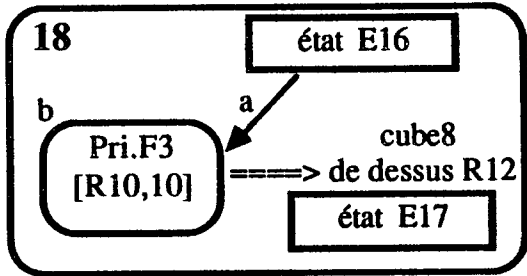 18
état E16
a
b
Pri.F3
[R10,10]
cube8
====> de dessus R12
état E17